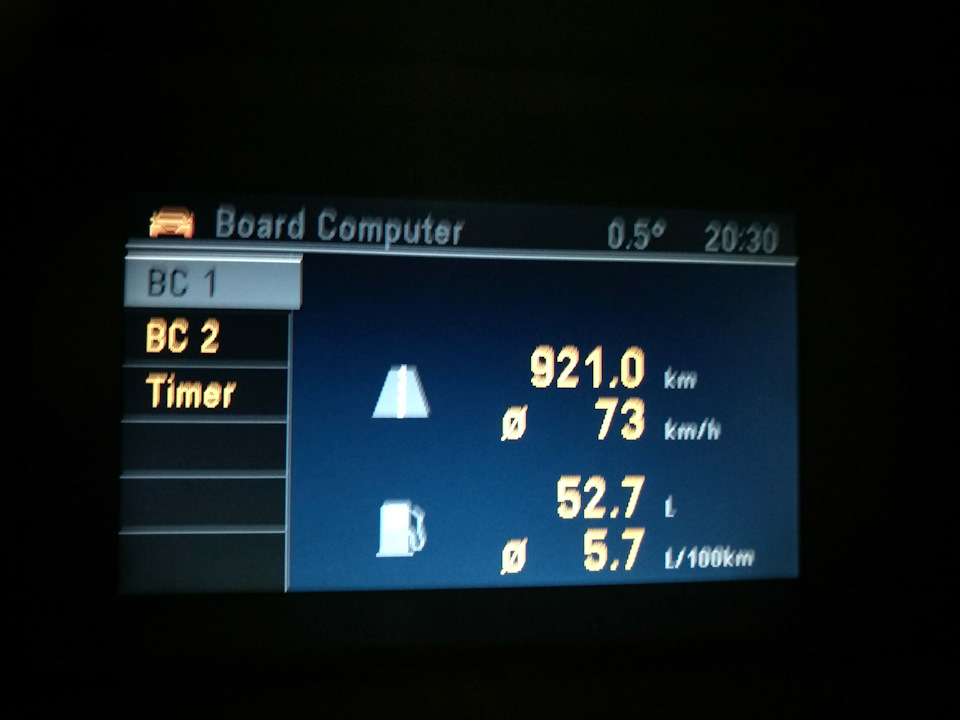 Board Computer 0.5° 20:30
BC 1
BC 2
Timer
921.0 km
Ø 73 km/h
52.7 L
Ø 5.7 L/100km